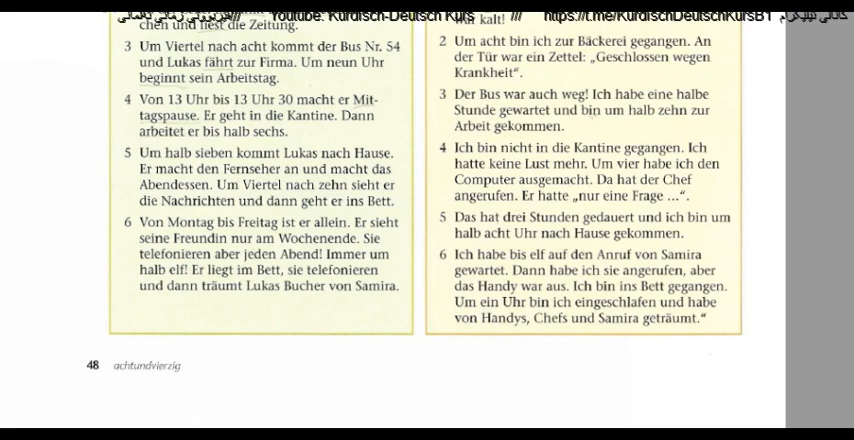 فێربوونی زمانی ئەڵمانی /// Youtube: Kurdisch-Deutsch Kurs /// https://t.me/KurdischDeutschKursB1
chen und liest die Zeitung.
3 Um Viertel nach acht kommt der Bus Nr. 54
und Lukas fährt zur Firma. Um neun Uhr
beginnt sein Arbeitstag.
4 Von 13 Uhr bis 13 Uhr 30 macht er Mit-
tagspause. Er geht in die Kantine. Dann
arbeitet er bis halb sechs.
5 Um halb sieben kommt Lukas nach Hause.
Er macht den Fernseher an und macht das
Abendessen. Um Viertel nach zehn sieht er
die Nachrichten und dann geht er ins Bett.
6 Von Montag bis Freitag ist er allein. Er sieht
seine Freundin nur am Wochenende. Sie
telefonieren aber jeden Abend! Immer um
halb elf! Er liegt im Bett, sie telefonieren
und dann träumt Lukas Bucher von Samira.
war kalt!
2 Um acht bin ich zur Bäckerei gegangen. An
der Tür war ein Zettel: „Geschlossen wegen
Krankheit“.
3 Der Bus war auch weg! Ich habe eine halbe
Stunde gewartet und bin um halb zehn zur
Arbeit gekommen.
4 Ich bin nicht in die Kantine gegangen. Ich
hatte keine Lust mehr. Um vier habe ich den
Computer ausgemacht. Da hat der Chef
angerufen. Er hatte „nur eine Frage ...“.
5 Das hat drei Stunden gedauert und ich bin um
halb acht Uhr nach Hause gekommen.
6 Ich habe bis elf auf den Anruf von Samira
gewartet. Dann habe ich sie angerufen, aber
das Handy war aus. Ich bin ins Bett gegangen.
Um ein Uhr bin ich eingeschlafen und habe
von Handys, Chefs und Samira geträumt.“
48 achtundvierzig